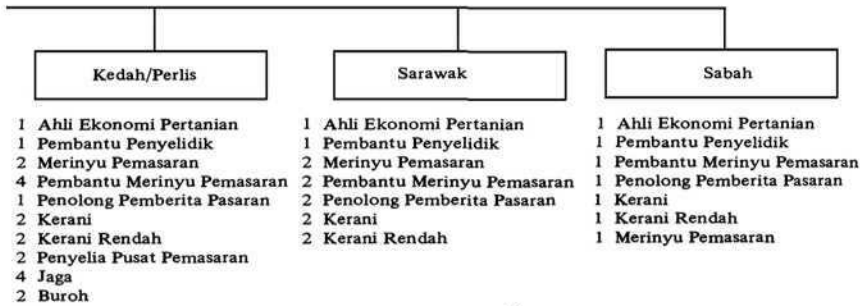 Kedah/Perlis
1 Ahli Ekonomi Pertanian
1 Pembantu Penyelidik
2 Merinyu Pemasaran
4 Pembantu Merinyu Pemasaran
1 Penolong Pemberita Pasaran
2 Kerani
2 Kerani Rendah
2 Penyelia Pusat Pemasaran
4 Jaga
2 Buroh
Sarawak
1 Ahli Ekonomi Pertanian
1 Pembantu Penyelidik
2 Merinyu Pemasaran
2 Pembantu Merinyu Pemasaran
2 Penolong Pemberita Pasaran
2 Kerani
2 Kerani Rendah
Sabah
1 Ahli Ekonomi Pertanian
1 Pembantu Penyelidik
1 Pembantu Merinyu Pemasaran
1 Penolong Pemberita Pasaran
1 Kerani
1 Kerani Rendah
1 Merinyu Pemasaran